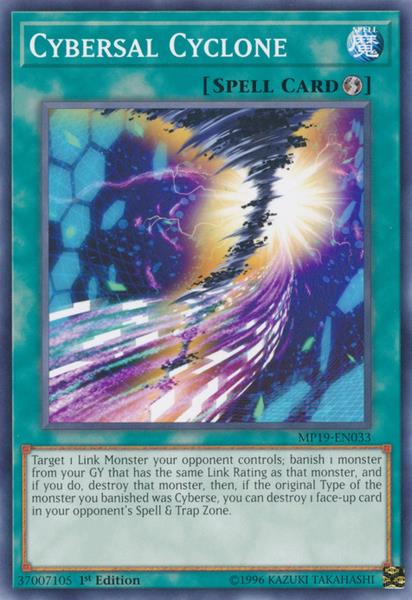 CYBERSAL CYCLONE
SPELL
魔
[SPELL CARD]
MP19-EN033
Target 1 Link Monster your opponent controls; banish 1 monster
from your GY that has the same Link Rating as that monster, and
if you do, destroy that monster, then, if the original Type of the
monster you banished was Cyberse, you can destroy 1 face-up card
in your opponent's Spell & Trap Zone.
37007105 1st Edition ©1996 KAZUKI TAKAHASHI